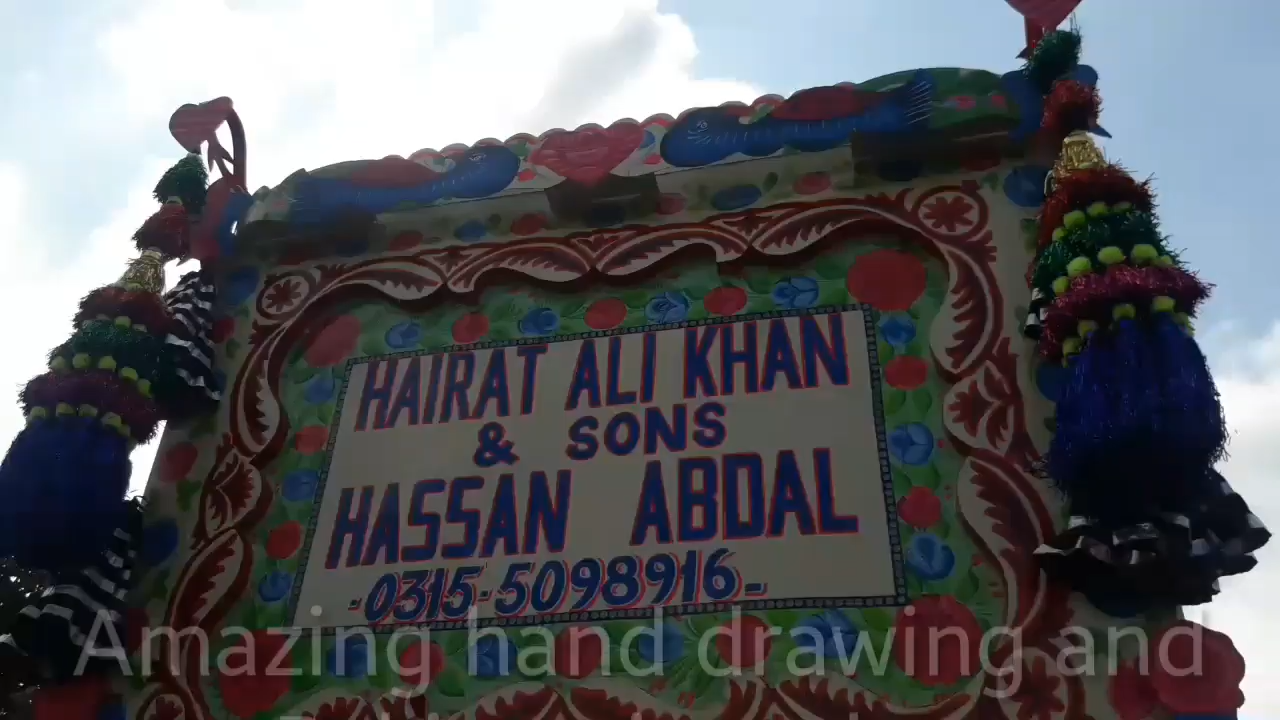 HAIRAT ALI KHAN
& SONS
HASSAN ABDAL
-0315-5098916-
Amazing hand drawing and